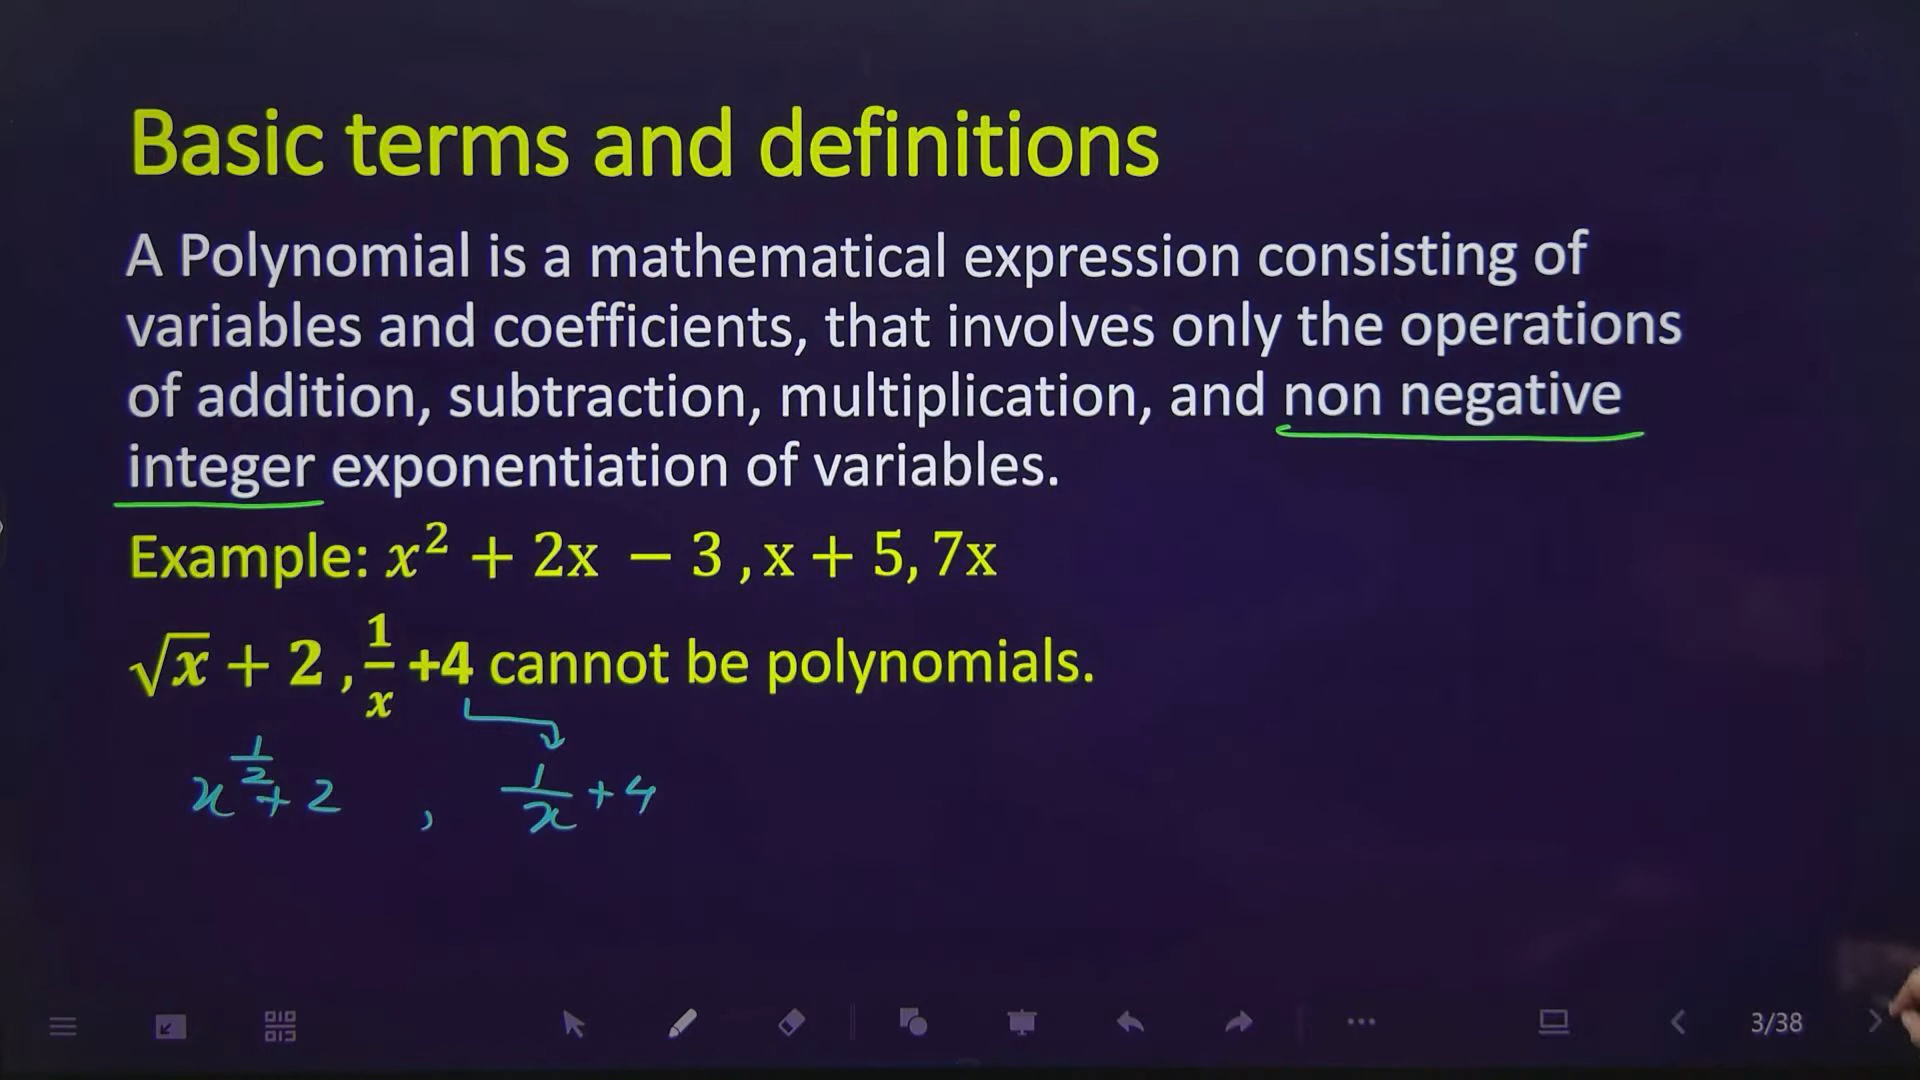 Basic terms and definitions
A Polynomial is a mathematical expression consisting of
variables and coefficients, that involves only the operations
of addition, subtraction, multiplication, and non negative
integer exponentiation of variables.
Example: x² + 2x − 3 , x + 5, 7x
√x + 2 , 1/x +4 cannot be polynomials.
x^(1/2) + 2 , 1/x + 4
3/38